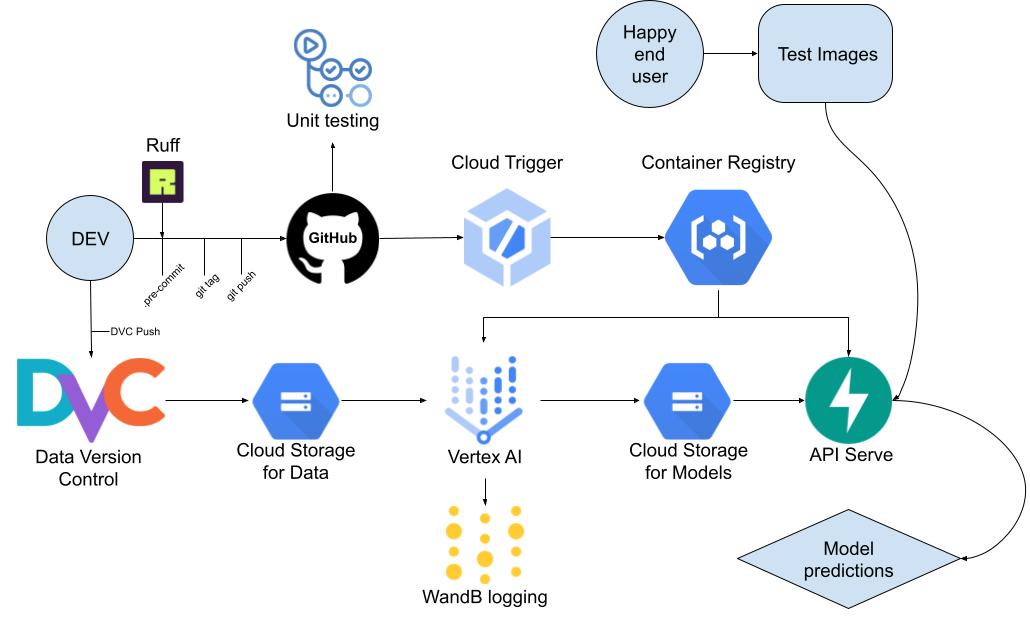 Happy
end
user
Test Images
Unit testing
Ruff
Cloud Trigger
Container Registry
DEV
GitHub
.pre-commit
git tag
git push
DVC Push
DVC
Data Version
Control
Cloud Storage
for Data
Vertex AI
Cloud Storage
for Models
API Serve
WandB logging
Model
predictions